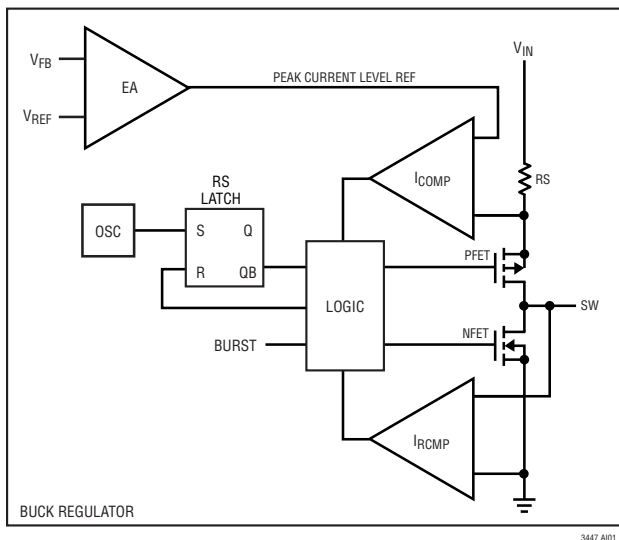 V_FB
V_REF
EA
PEAK CURRENT LEVEL REF
V_IN
I_COMP
RS
RS
LATCH
OSC
S
Q
R
QB
LOGIC
PFET
SW
BURST
NFET
I_RCMP
BUCK REGULATOR
3447 AI01